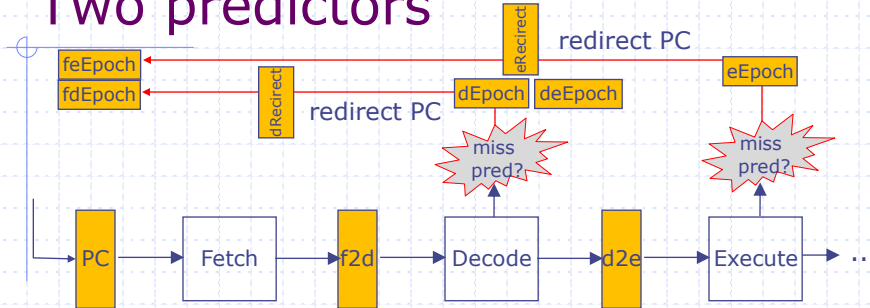 Two predictors
eRecirect
redirect PC
feEpoch
eEpoch
fdEpoch
dRecirect
redirect PC
dEpoch
deEpoch
miss
pred?
miss
pred?
PC
Fetch
f2d
Decode
d2e
Execute
..